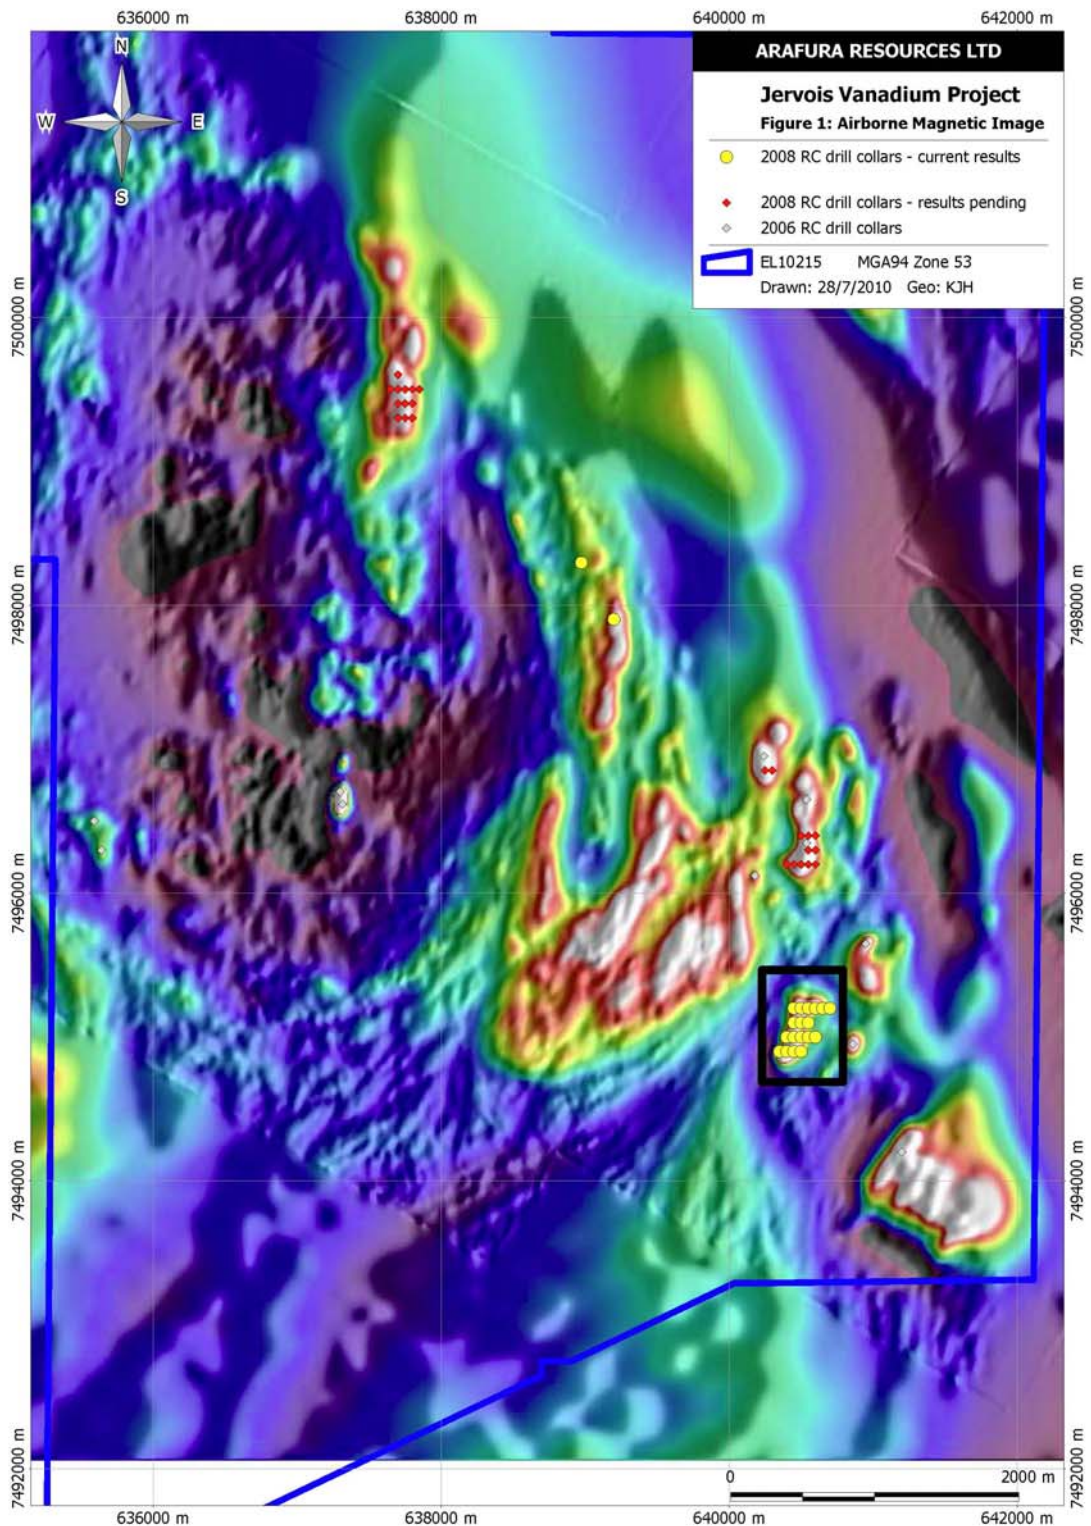 636000 m
638000 m
640000 m
642000 m
N
W
E
S
ARAFURA RESOURCES LTD
Jervois Vanadium Project
Figure 1: Airborne Magnetic Image
2008 RC drill collars - current results
2008 RC drill collars - results pending
2006 RC drill collars
EL10215 MGA94 Zone 53
Drawn: 28/7/2010 Geo: KJH
7500000 m
7500000 m
7498000 m
7498000 m
7496000 m
7496000 m
7494000 m
7494000 m
7492000 m
7492000 m
0
2000 m
636000 m
638000 m
640000 m
642000 m